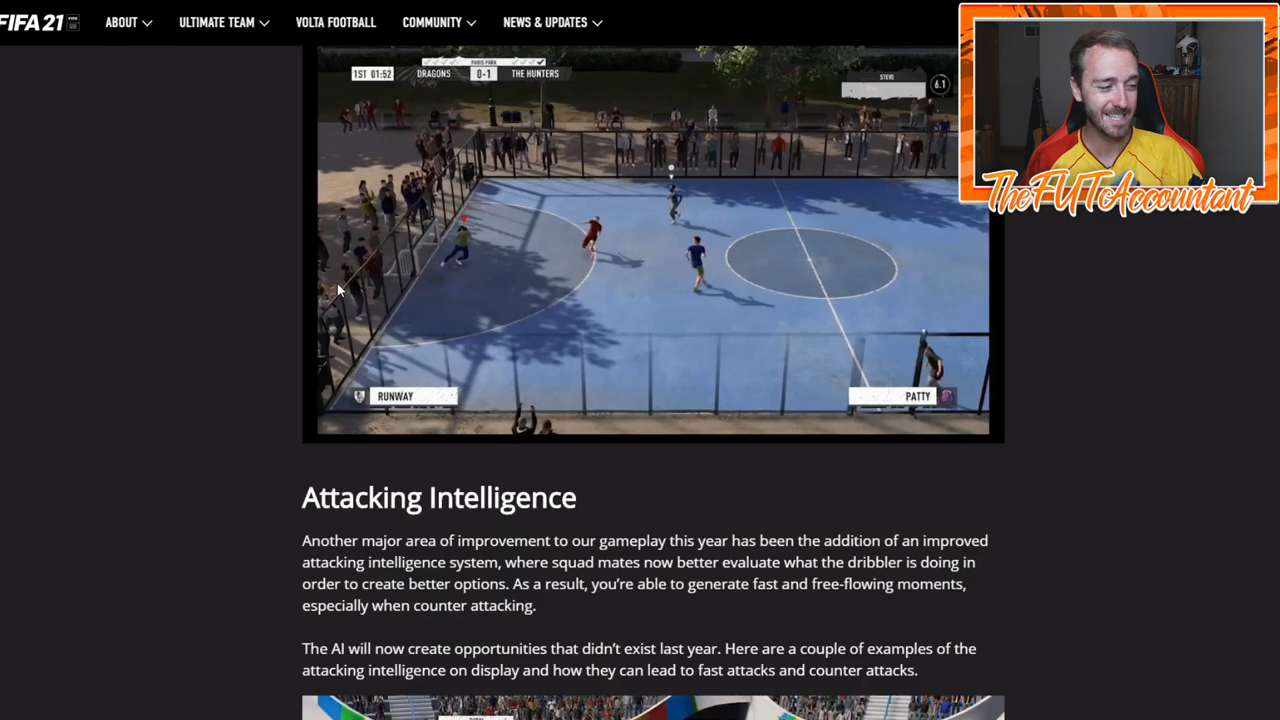 FIFA 21
ABOUT
ULTIMATE TEAM
VOLTA FOOTBALL
COMMUNITY
NEWS & UPDATES
1ST 01:52
PARIS PARK
DRAGONS
0-1
THE HUNTERS
STEVE
6.1
TheFUTAccountant
RUNWAY
PATTY
Attacking Intelligence
Another major area of improvement to our gameplay this year has been the addition of an improved
attacking intelligence system, where squad mates now better evaluate what the dribbler is doing in
order to create better options. As a result, you’re able to generate fast and free-flowing moments,
especially when counter attacking.
The AI will now create opportunities that didn’t exist last year. Here are a couple of examples of the
attacking intelligence on display and how they can lead to fast attacks and counter attacks.